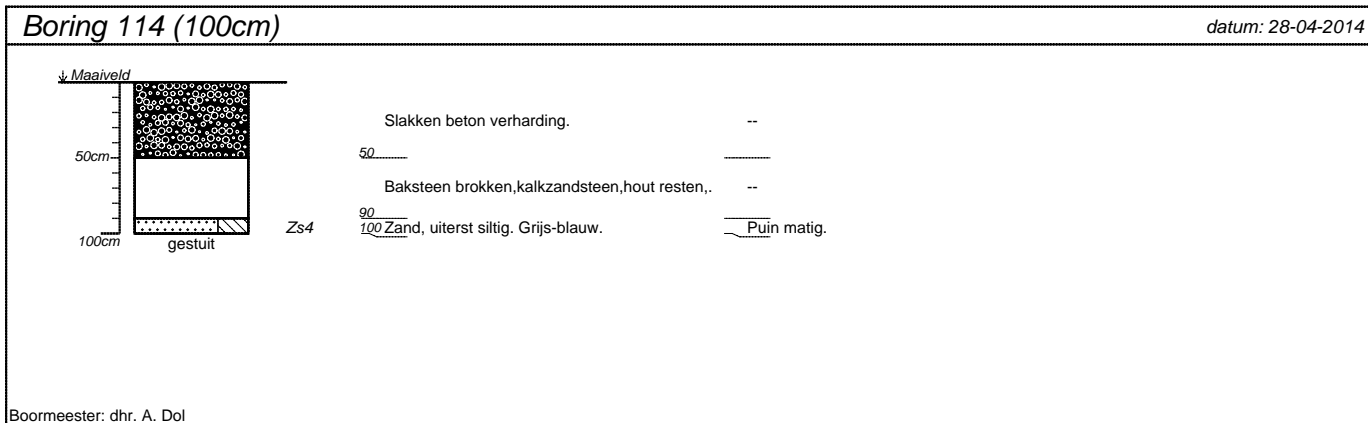 Boring 114 (100cm)
datum: 28-04-2014
Maaiveld
Slakken beton verharding. --
50cm
50
Baksteen brokken,kalkzandsteen,hout resten,. --
90
Zs4
100 Zand, uiterst siltig. Grijs-blauw. Puin matig.
100cm
gestuit
Boormeester: dhr. A. Dol